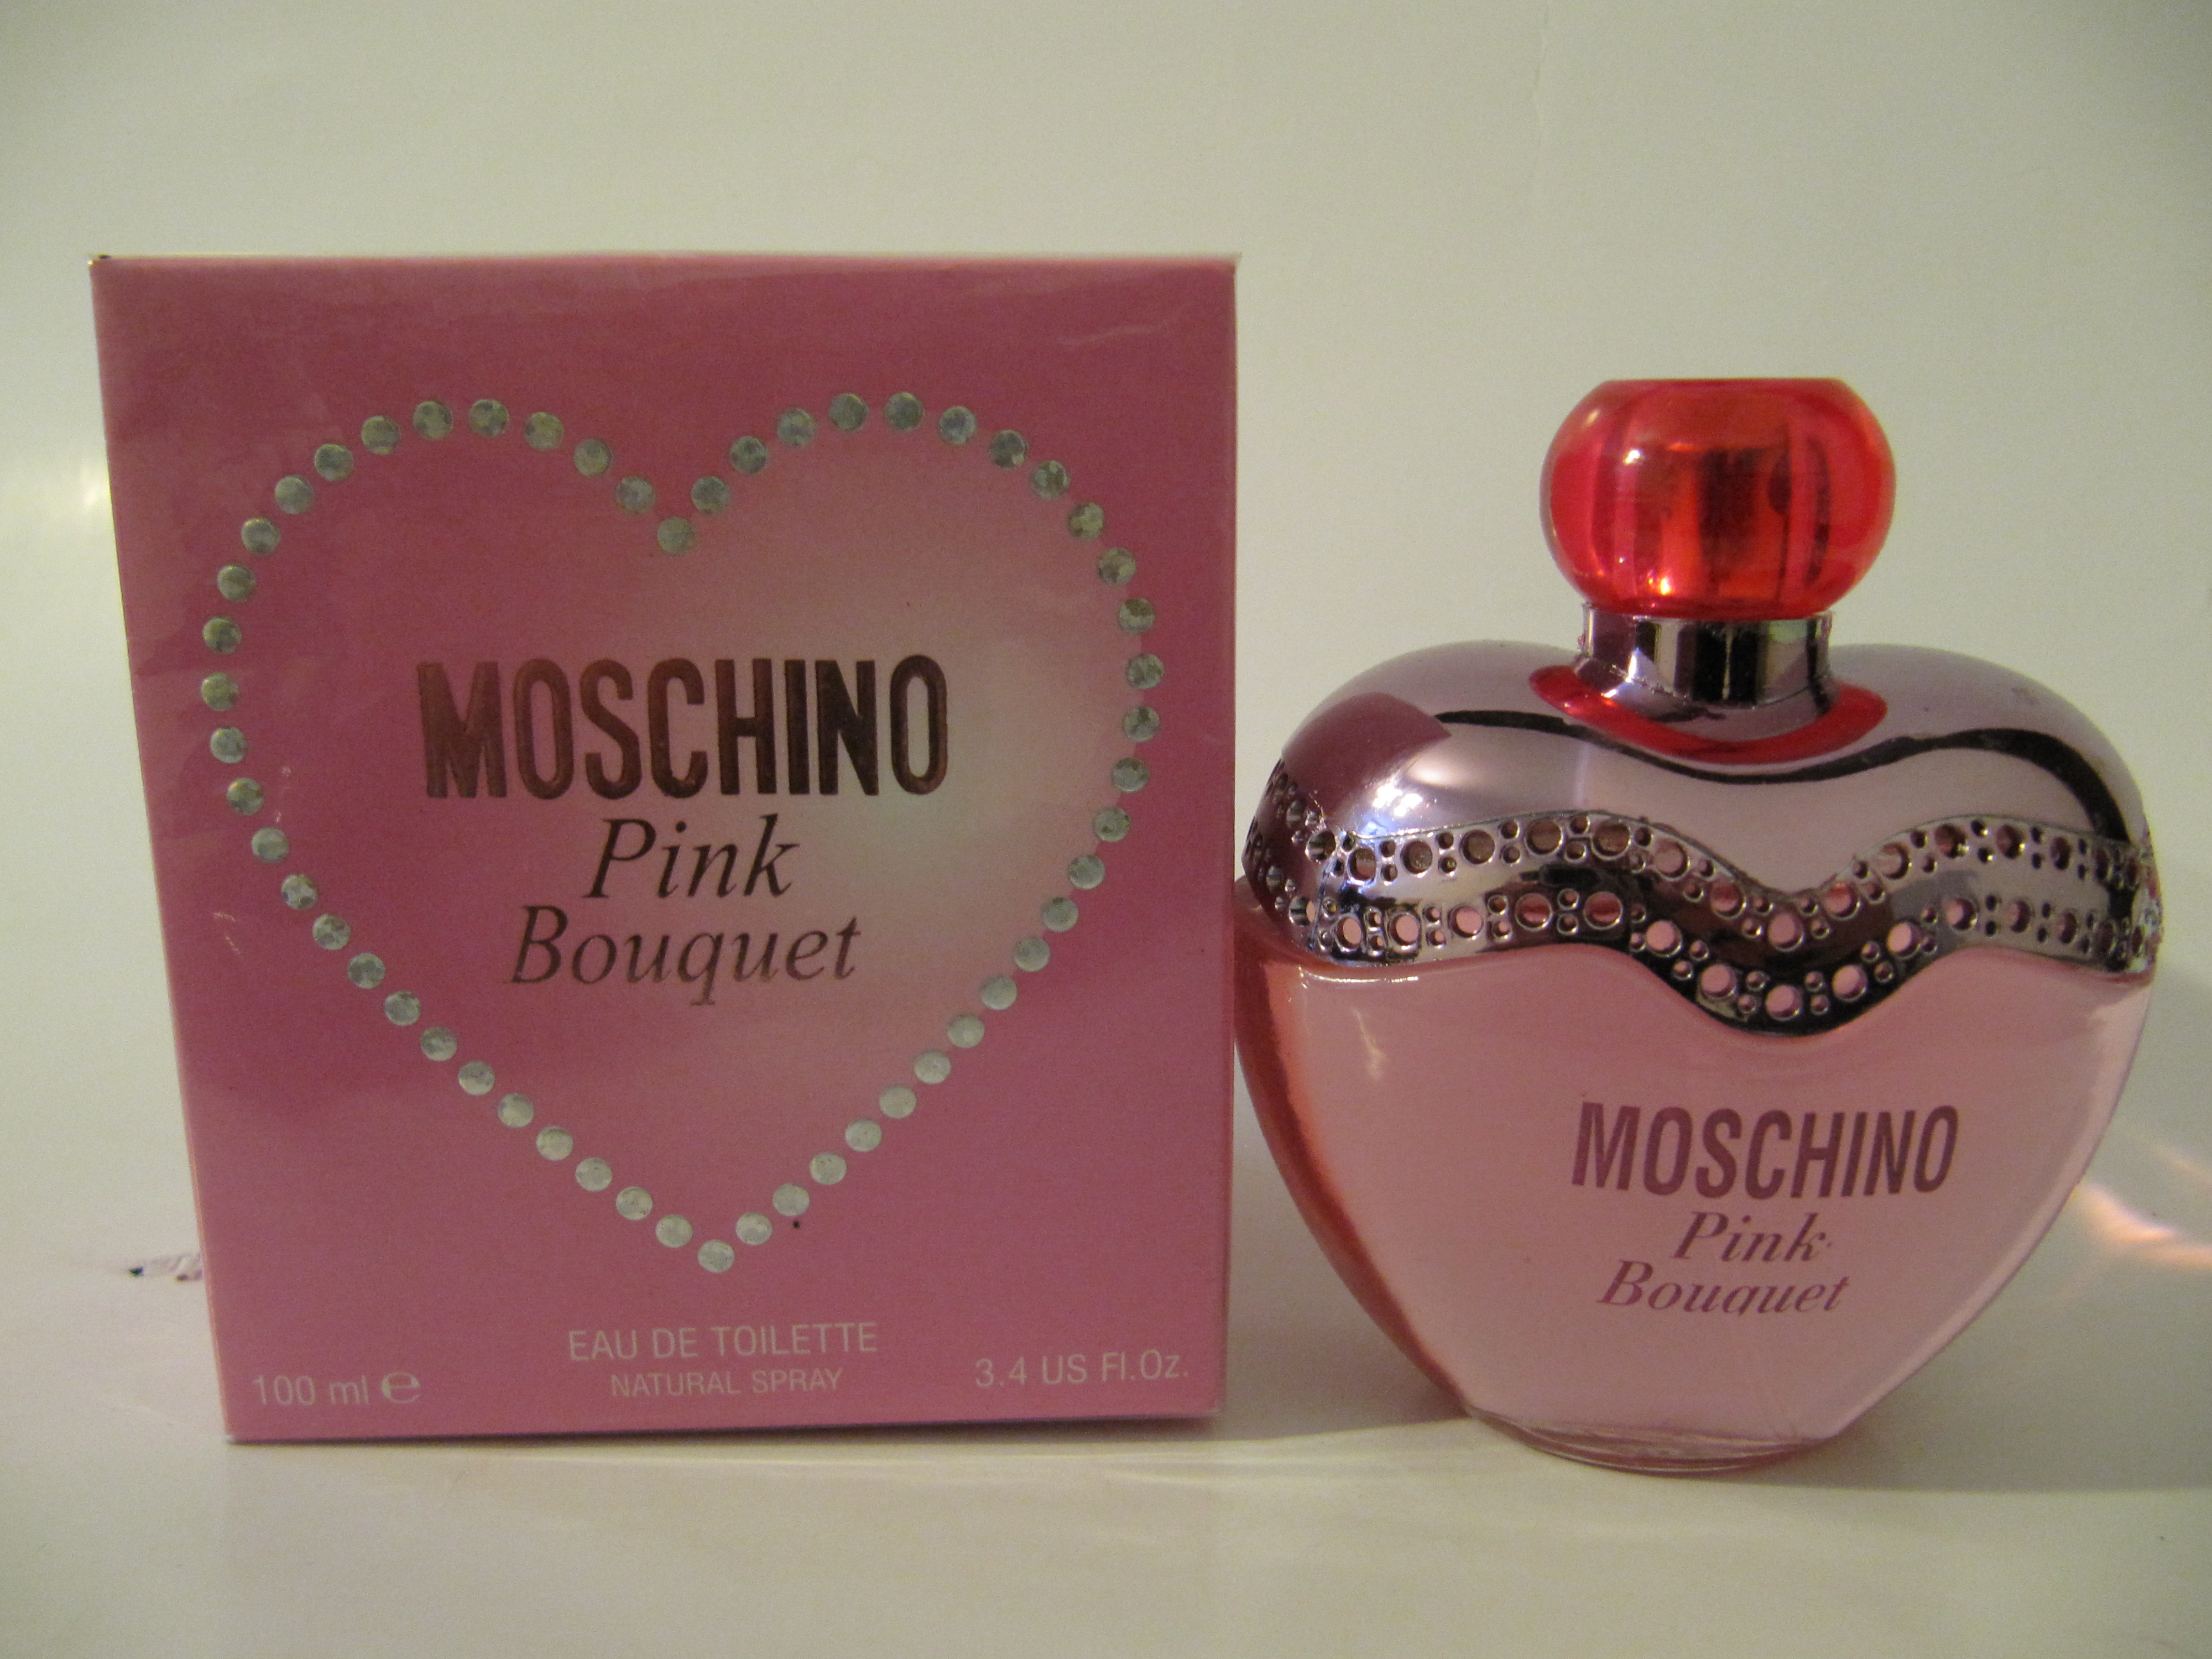 MOSCHINO
Pink
Bouquet
EAU DE TOILETTE
NATURAL SPRAY
100 ml e
3.4 US Fl.Oz.
MOSCHINO
Pink
Bouquet